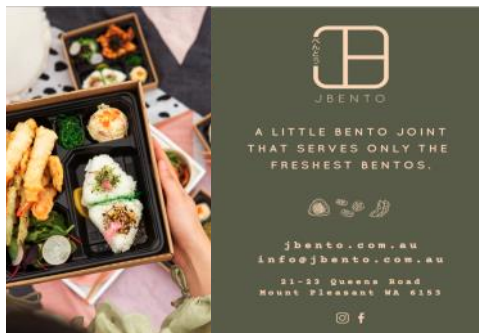 JBENTO
A LITTLE BENTO JOINT
THAT SERVES ONLY THE
FRESHEST BENTOS.
jbento.com.au
info@jbento.com.au
21-23 Queens Road
Mount Pleasant WA 6153